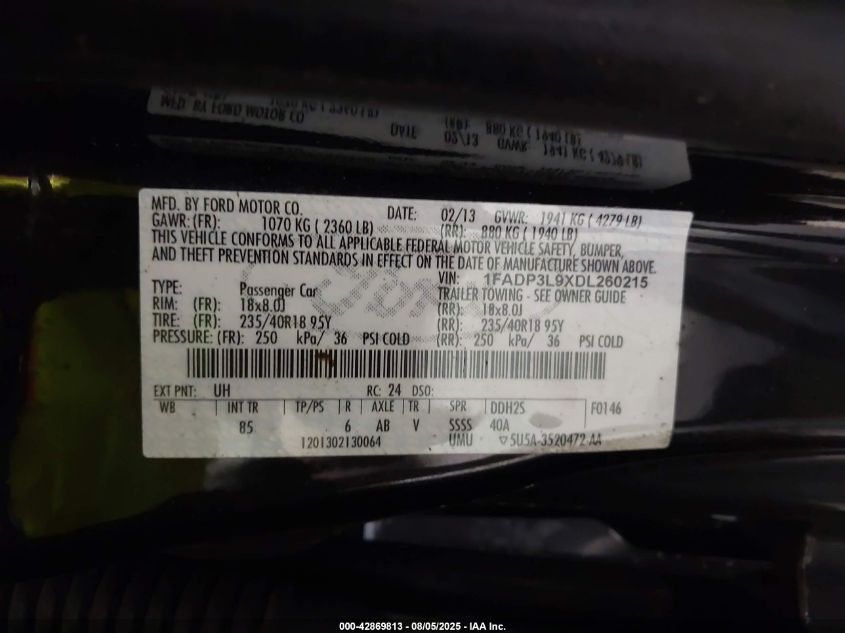 MFD. BY FORD MOTOR CO. DATE: 02/13 GVWR: 1941 KG ( 4279 LB)
GAWR: (FR): 1070 KG ( 2360 LB) (RR): 880 KG ( 1940 LB)
THIS VEHICLE CONFORMS TO ALL APPLICABLE FEDERAL MOTOR VEHICLE SAFETY, BUMPER,
AND THEFT PREVENTION STANDARDS IN EFFECT ON THE DATE OF MANUFACTURE SHOWN ABOVE.
VIN: 1FADP3L9XDL260215
TYPE: Passenger Car TRAILER TOWING - SEE OWNER GUIDE
RIM: (FR): 18x8.0J (RR): 18x8.0J
TIRE: (FR): 235/40R18 95Y (RR): 235/40R18 95Y
PRESSURE: (FR): 250 kPa/ 36 PSI COLD (RR): 250 kPa/ 36 PSI COLD
EXT PNT: UH RC: 24 DSO:
WB INT TR TP/PS R AXLE TR SPR DDH2S F0146
85 6 AB V SSSS 40A
1201302130064 UMU ▽5U5A-3520472 AA
000-42869813 - 08/05/2025 - IAA Inc.